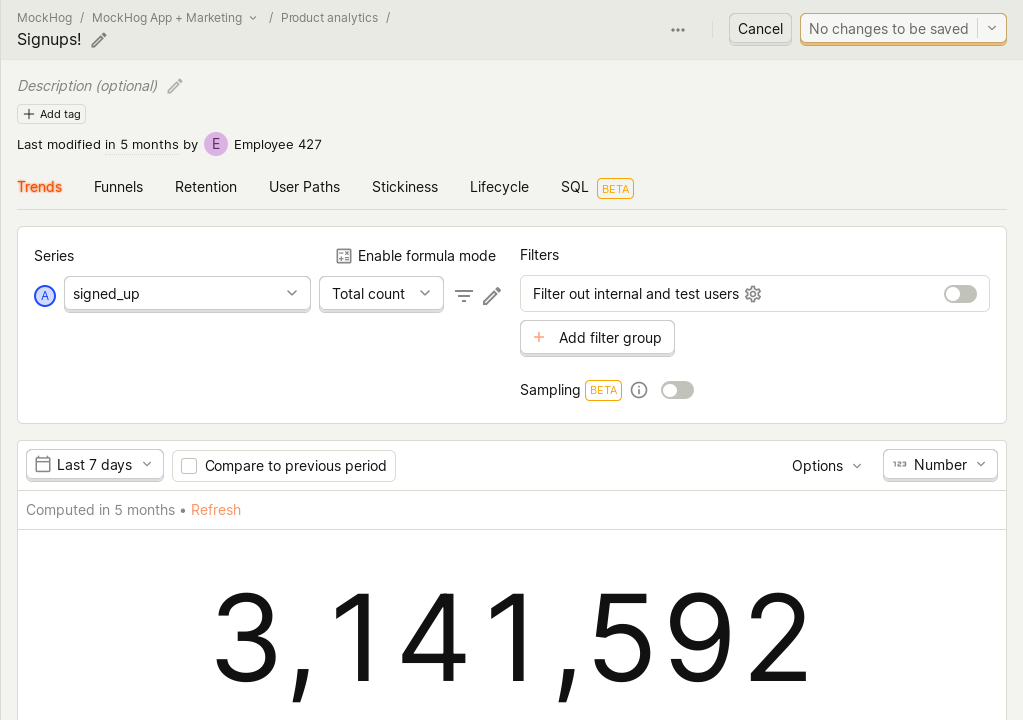 MockHog / MockHog App + Marketing / Product analytics /
Signups!
Cancel
No changes to be saved
Description (optional)
Add tag
Last modified in 5 months by E Employee 427
Trends Funnels Retention User Paths Stickiness Lifecycle SQL BETA
Series
Enable formula mode
A signed_up Total count
Filters
Filter out internal and test users
+ Add filter group
Sampling BETA
Last 7 days Compare to previous period Options 123 Number
Computed in 5 months • Refresh
3,141,592